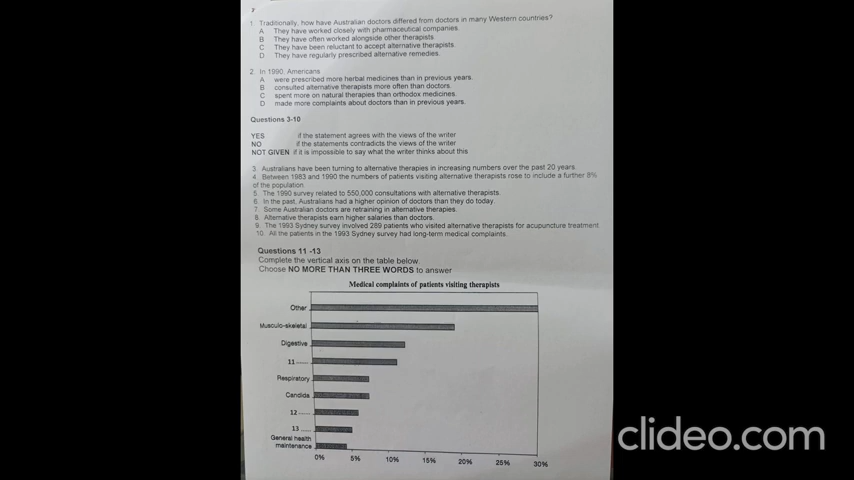 1. Traditionally, how have Australian doctors differed from doctors in many Western countries?
A They have worked closely with pharmaceutical companies.
B They have often worked alongside other therapists.
C They have been reluctant to accept alternative therapists.
D They have regularly prescribed alternative remedies.
2. In 1990, Americans
A were prescribed more herbal medicines than in previous years.
B consulted alternative therapists more often than doctors.
C spent more on natural therapies than orthodox medicines.
D made more complaints about doctors than in previous years.
Questions 3-10
YES if the statement agrees with the views of the writer
NO if the statements contradicts the views of the writer
NOT GIVEN if it is impossible to say what the writer thinks about this
3. Australians have been turning to alternative therapies in increasing numbers over the past 20 years.
4. Between 1983 and 1990 the numbers of patients visiting alternative therapists rose to include a further 8%
of the population.
5. The 1990 survey related to 550,000 consultations with alternative therapists.
6. In the past, Australians had a higher opinion of doctors than they do today.
7. Some Australian doctors are retraining in alternative therapies.
8. Alternative therapists earn higher salaries than doctors.
9. The 1993 Sydney survey involved 289 patients who visited alternative therapists for acupuncture treatment.
10. All the patients in the 1993 Sydney survey had long-term medical complaints.
Questions 11 -13
Complete the vertical axis on the table below.
Choose NO MORE THAN THREE WORDS to answer
Medical complaints of patients visiting therapists
Other
Musculo-skeletal
Digestive
11 ......
Respiratory
Candida
12 ......
13 ......
General health
maintenance
0% 5% 10% 15% 20% 25% 30%
clideo.com